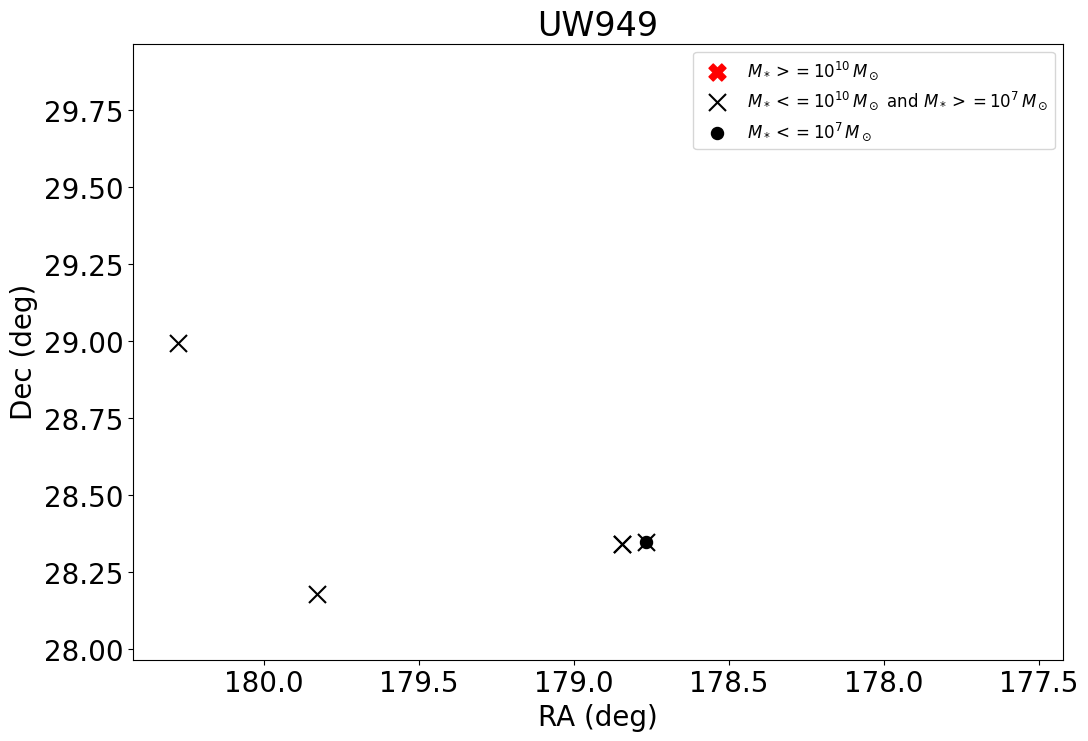 UW949
M* >= 10^10 M⊙
M* <= 10^10 M⊙ and M* >= 10^7 M⊙
M* <= 10^7 M⊙
29.75
29.50
29.25
29.00
28.75
28.50
28.25
28.00
Dec (deg)
180.0 179.5 179.0 178.5 178.0 177.5
RA (deg)